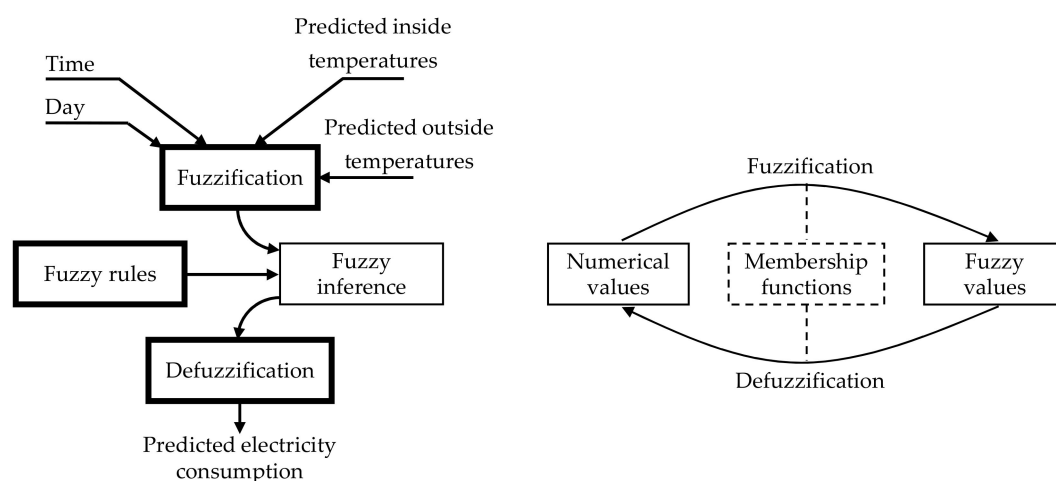 Predicted inside
temperatures
Time
Day
Predicted outside
temperatures
Fuzzification
Fuzzy rules
Fuzzy
inference
Defuzzification
Predicted electricity
consumption
Fuzzification
Numerical
values
Membership
functions
Fuzzy
values
Defuzzification